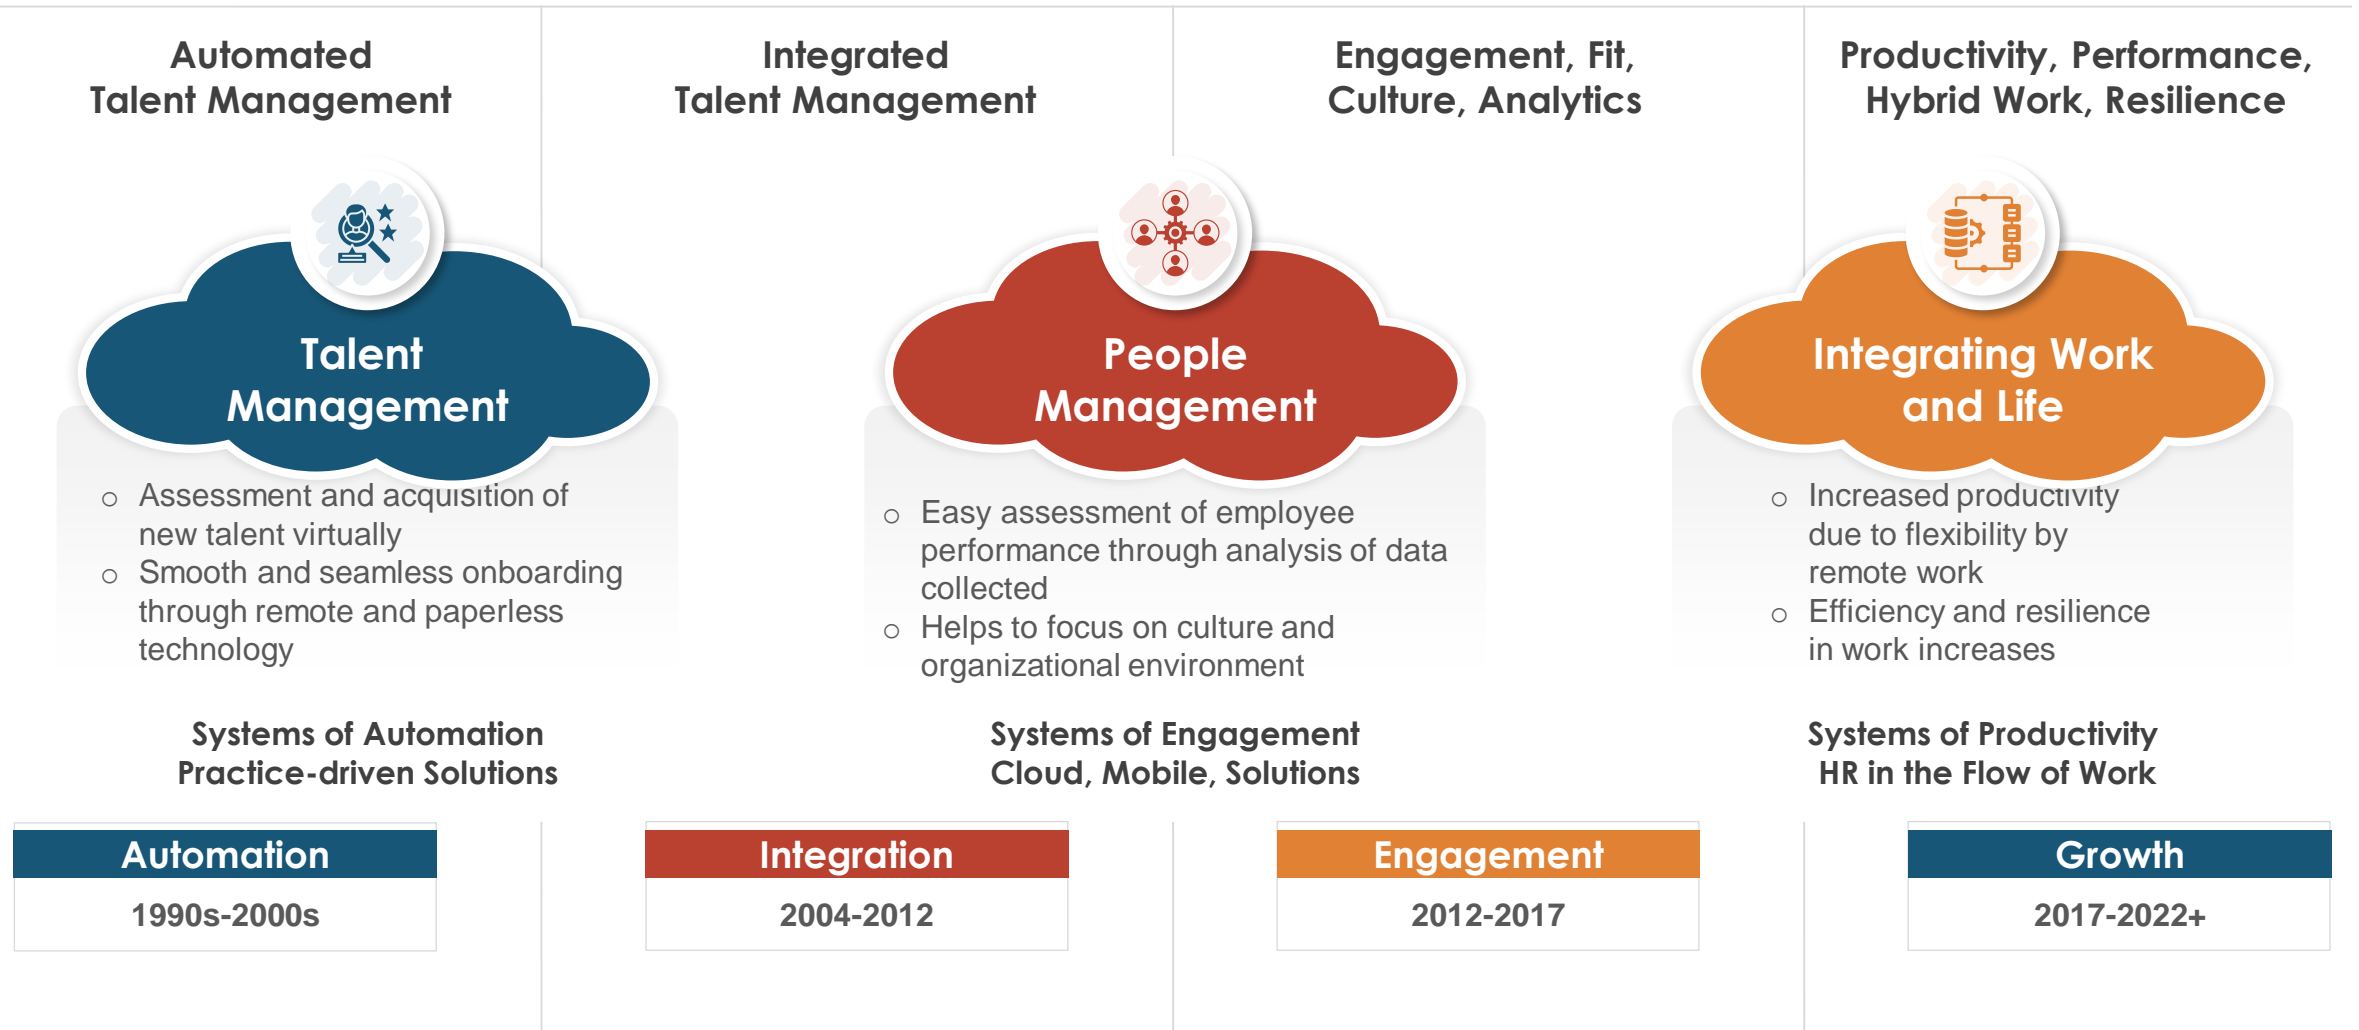 Automated
Talent Management
Integrated
Talent Management
Engagement, Fit,
Culture, Analytics
Productivity, Performance,
Hybrid Work, Resilience
Talent
Management
People
Management
Integrating Work
and Life
o Assessment and acquisition of
new talent virtually
o Smooth and seamless onboarding
through remote and paperless
technology
o Easy assessment of employee
performance through analysis of data
collected
o Helps to focus on culture and
organizational environment
o Increased productivity
due to flexibility by
remote work
o Efficiency and resilience
in work increases
Systems of Automation
Practice-driven Solutions
Systems of Engagement
Cloud, Mobile, Solutions
Systems of Productivity
HR in the Flow of Work
Automation
1990s-2000s
Integration
2004-2012
Engagement
2012-2017
Growth
2017-2022+